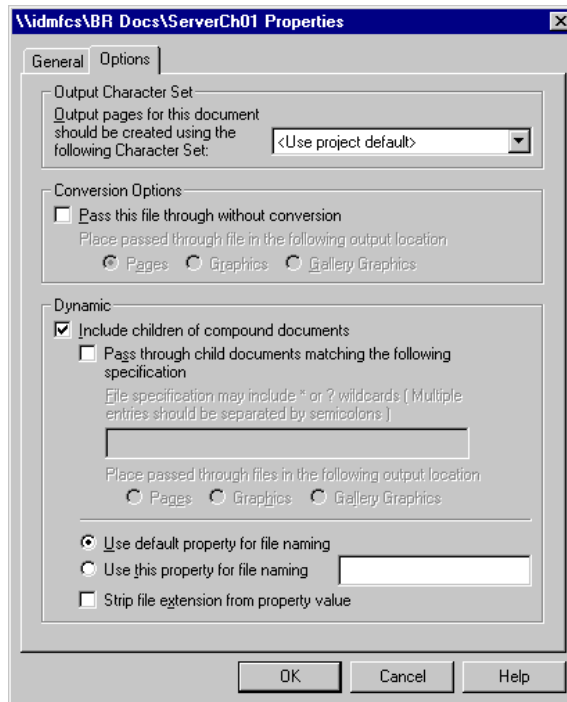 \\idmfcs\BR Docs\ServerCh01 Properties
General Options
Output Character Set
Output pages for this document
should be created using the
following Character Set:
<Use project default>
Conversion Options
Pass this file through without conversion
Place passed through file in the following output location
Pages Graphics Gallery Graphics
Dynamic
Include children of compound documents
Pass through child documents matching the following
specification
File specification may include * or ? wildcards ( Multiple
entries should be separated by semicolons )
Place passed through files in the following output location
Pages Graphics Gallery Graphics
Use default property for file naming
Use this property for file naming
Strip file extension from property value
OK Cancel Help